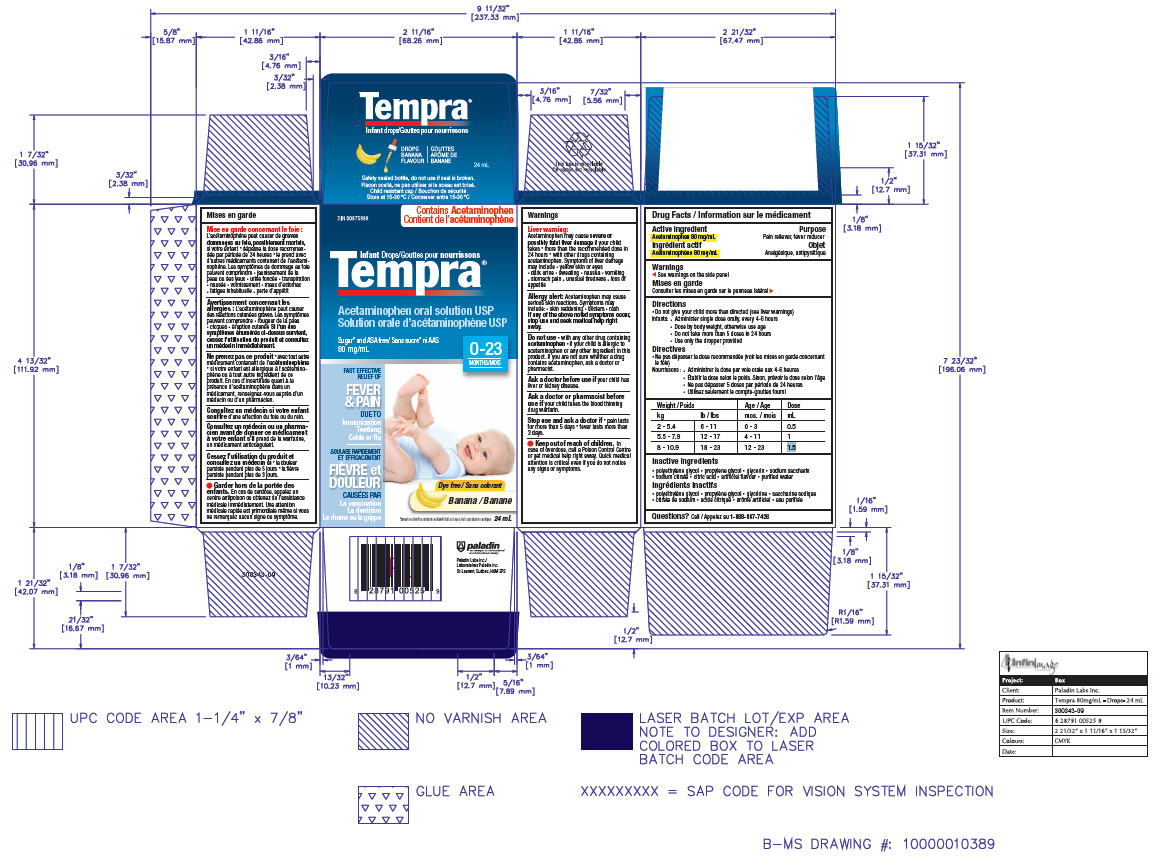 9 11/32"
[237.33 mm]
5/8"
[15.87 mm]
1 11/16"
[42.86 mm]
2 11/16"
[68.26 mm]
1 11/16"
[42.86 mm]
2 21/32"
[67.47 mm]
3/16"
[4.76 mm]
3/32"
[2.38 mm]
3/16"
[4.76 mm]
7/32"
[5.56 mm]
1 7/32"
[30.96 mm]
3/32"
[2.38 mm]
1 15/32"
[37.31 mm]
1/2"
[12.7 mm]
1/8"
[3.18 mm]
4 13/32"
[111.92 mm]
7 23/32"
[196.06 mm]
Tempra®
Infant drops/Gouttes pour nourrissons
DROPS
BANANA
FLAVOUR
GOUTTES
ARÔME DE
BANANE
24 mL
Safety sealed bottle, do not use if seal is broken.
Flacon scellé, ne pas utiliser si le sceau est brisé.
Child resistant cap / Bouchon de sécurité
Store at 15-30 °C / Conserver entre 15-30 °C
Mises en garde
Mise en garde concernant le foie :
L'acétaminophène peut causer de graves
dommages au foie, possiblement mortels,
si votre enfant • dépasse la dose recomman-
dée par période de 24 heures • le prend avec
d'autres médicaments contenant de l'acétami-
nophène. Les symptômes de dommage au foie
peuvent comprendre • jaunissement de la
peau ou des yeux • urine foncée • transpiration
• nausée • vomissement • maux d'estomac
• fatigue inhabituelle • perte d'appétit
Avertissement concernant les
allergies : L'acétaminophène peut causer
des réactions cutanées graves. Les symptômes
peuvent comprendre • rougeur de la peau
• cloques • éruption cutanée Si l'un des
symptômes énumérés ci-dessus survient,
cessez l'utilisation du produit et consultez
un médecin immédiatement.
Ne prenez pas ce produit • avec tout autre
médicament contenant de l'acétaminophène
• si votre enfant est allergique à l'acétamino-
phène ou à tout autre ingrédient de ce
produit. En cas d'incertitude quant à la
présence d'acétaminophène dans un
médicament, renseignez-vous auprès d'un
médecin ou d'un pharmacien.
Consultez un médecin si votre enfant
souffre d'une affection du foie ou du rein.
Consultez un médecin ou un pharma-
cien avant de donner ce médicament
à votre enfant s'il prend de la warfarine,
un médicament anticoagulant.
Cessez l'utilisation du produit et
consultez un médecin si • la douleur
persiste pendant plus de 5 jours • la fièvre
persiste pendant plus de 3 jours.
Garder hors de la portée des
enfants. En cas de surdose, appelez un
centre antipoison ou obtenez de l'assistance
médicale immédiatement. Une attention
médicale rapide est primordiale même si vous
ne remarquez aucun signe ou symptôme.
Contains Acetaminophen
Contient de l'acétaminophène
Infant Drops/Gouttes pour nourrissons
Tempra®
Acetaminophen oral solution USP
Solution orale d'acétaminophène USP
Sugar* and ASA free/ Sans sucre* ni AAS
80 mg/mL
0-23
MONTHS/MOIS
FAST EFFECTIVE
RELIEF OF
FEVER
& PAIN
DUE TO
Immunization
Teething
Colds or flu
SOULAGE RAPIDEMENT
ET EFFICACEMENT
FIÈVRE et
DOULEUR
CAUSÉES PAR
La vaccination
La dentition
Le rhume ou la grippe
Dye free/ Sans colorant
Banana / Banane
24 mL
Warnings
Liver warning:
Acetaminophen may cause severe or
possibly fatal liver damage if your child
takes • more than the recommended dose in
24 hours • with other drugs containing
acetaminophen. Symptoms of liver damage
may include • yellow skin or eyes
• dark urine • sweating • nausea • vomiting
• stomach pain • unusual tiredness • loss of
appetite
Allergy alert: Acetaminophen may cause
serious skin reactions. Symptoms may
include: • skin reddening • blisters • rash
If any of the above noted symptoms occur,
stop use and seek medical help right
away.
Do not use • with any other drug containing
acetaminophen • if your child is allergic to
acetaminophen or any other ingredient in this
product. If you are not sure whether a drug
contains acetaminophen, ask a doctor or
pharmacist.
Ask a doctor before use if your child has
liver or kidney disease.
Ask a doctor or pharmacist before
use if your child takes the blood thinning
drug warfarin.
Stop use and ask a doctor if • pain lasts
for more than 5 days • fever lasts more than
3 days.
Keep out of reach of children. In
case of overdose, call a Poison Control Centre
or get medical help right away. Quick medical
attention is critical even if you do not notice
any signs or symptoms.
Drug Facts / Information sur le médicament
Active ingredient Purpose
Acetaminophen 80 mg/mL Pain reliever, fever reducer
Ingrédient actif Objet
Acétaminophène 80 mg/mL Analgésique, antipyrétique
Warnings
◄ See warnings on the side panel
Mises en garde
Consulter les mises en garde sur le panneau latéral ►
Directions
• Do not give your child more than directed (see liver warnings)
Infants: • Administer single dose orally, every 4-6 hours
• Dose by body weight, otherwise use age
• Do not take more than 5 doses in 24 hours
• Use only the dropper provided
Directives
• Ne pas dépasser la dose recommandée (voir les mises en garde concernant
le foie)
Nourrissons : • Administrer la dose par voie orale aux 4-6 heures
• Établir la dose selon le poids. Sinon, prévoir la dose selon l'âge
• Ne pas dépasser 5 doses par période de 24 heures
• Utilisez seulement le compte-gouttes fourni
Weight / Poids Age / Age Dose
kg lb / lbs mos. / mois mL
2 - 5.4 6 - 11 0 - 3 0.5
5.5 - 7.9 12 - 17 4 - 11 1
8 - 10.9 18 - 23 12 - 23 1.5
Inactive ingredients
• polyethylene glycol • propylene glycol • glycerin • sodium saccharin
• sodium citrate • citric acid • artificial flavour • purified water
Ingrédients inactifs
• polyéthylène glycol • propylène glycol • glycérine • saccharine sodique
• citrate de sodium • acide citrique • arôme artificiel • eau purifiée
Questions? Call / Appelez au
1/16"
[1.59 mm]
1/8"
[3.18 mm]
1 15/32"
[37.31 mm]
R1/16"
[R1.59 mm]
1 21/32"
[42.07 mm]
1/8"
[3.18 mm]
1 7/32"
[30.96 mm]
21/32"
[16.67 mm]
300343-09
6 28791 00525 9
paladin
Paladin Labs Inc./
Laboratoires Paladin Inc.
St-Laurent, Québec,
3/64"
[1 mm]
13/32"
[10.23 mm]
1/2"
[12.7 mm]
5/16"
[7.89 mm]
3/64"
[1 mm]
1/2"
[12.7 mm]
Infinimage
Project: Box
Client: Paladin Labs Inc.
Product: Tempra 80mg/mL - Drops- 24 mL
Item Number: 300343-09
UPC Code: 6 28791 00525 9
Size: 2 21/32" x 1 11/16" x 1 15/32"
Colours: CMYK
Date:
UPC CODE AREA 1-1/4" x 7/8"
NO VARNISH AREA
LASER BATCH LOT/EXP AREA
NOTE TO DESIGNER: ADD
COLORED BOX TO LASER
BATCH CODE AREA
GLUE AREA
XXXXXXXXX = SAP CODE FOR VISION SYSTEM INSPECTION
B-MS DRAWING #: 10000010389